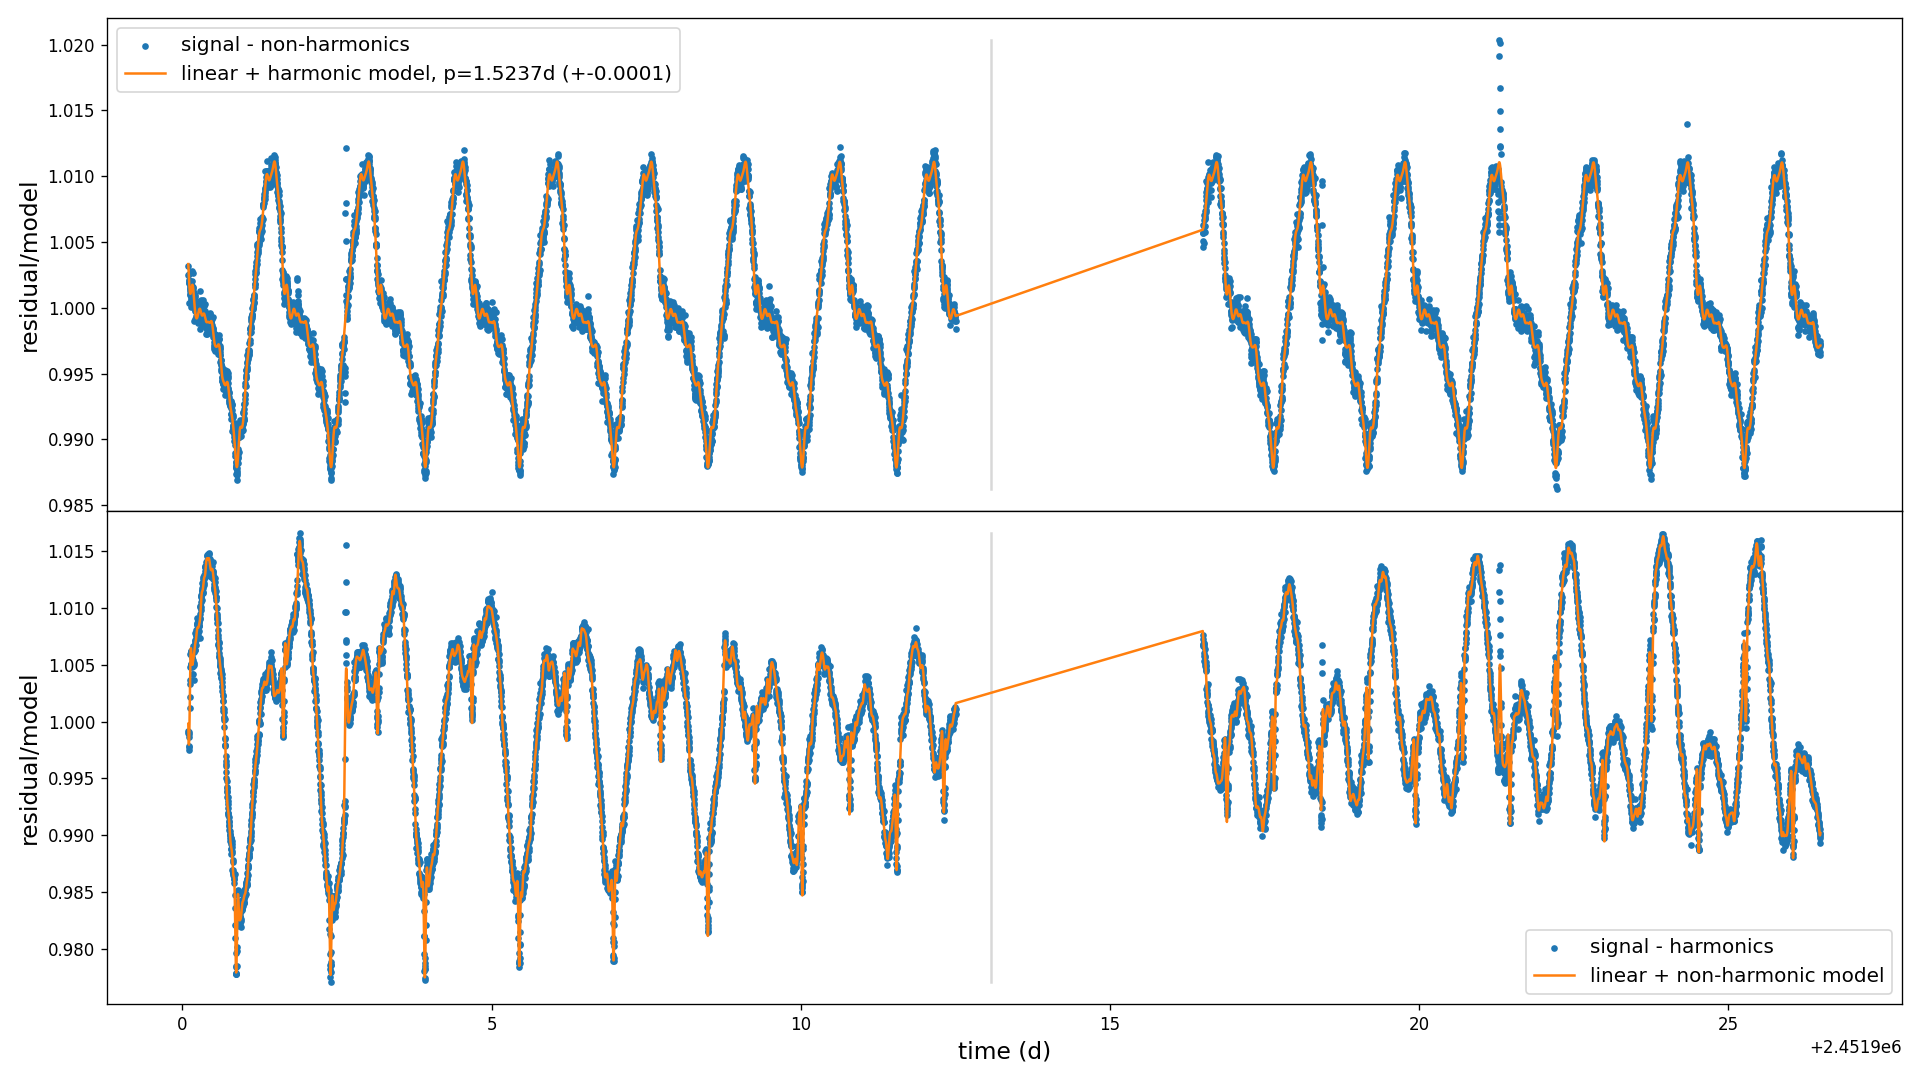 signal - non-harmonics
linear + harmonic model, p=1.5237d (+-0.0001)
residual/model
1.020
1.015
1.010
1.005
1.000
0.995
0.990
0.985
residual/model
1.015
1.010
1.005
1.000
0.995
0.990
0.985
0.980
signal - harmonics
linear + non-harmonic model
0 5 10 15 20 25
time (d)
+2.4519e6